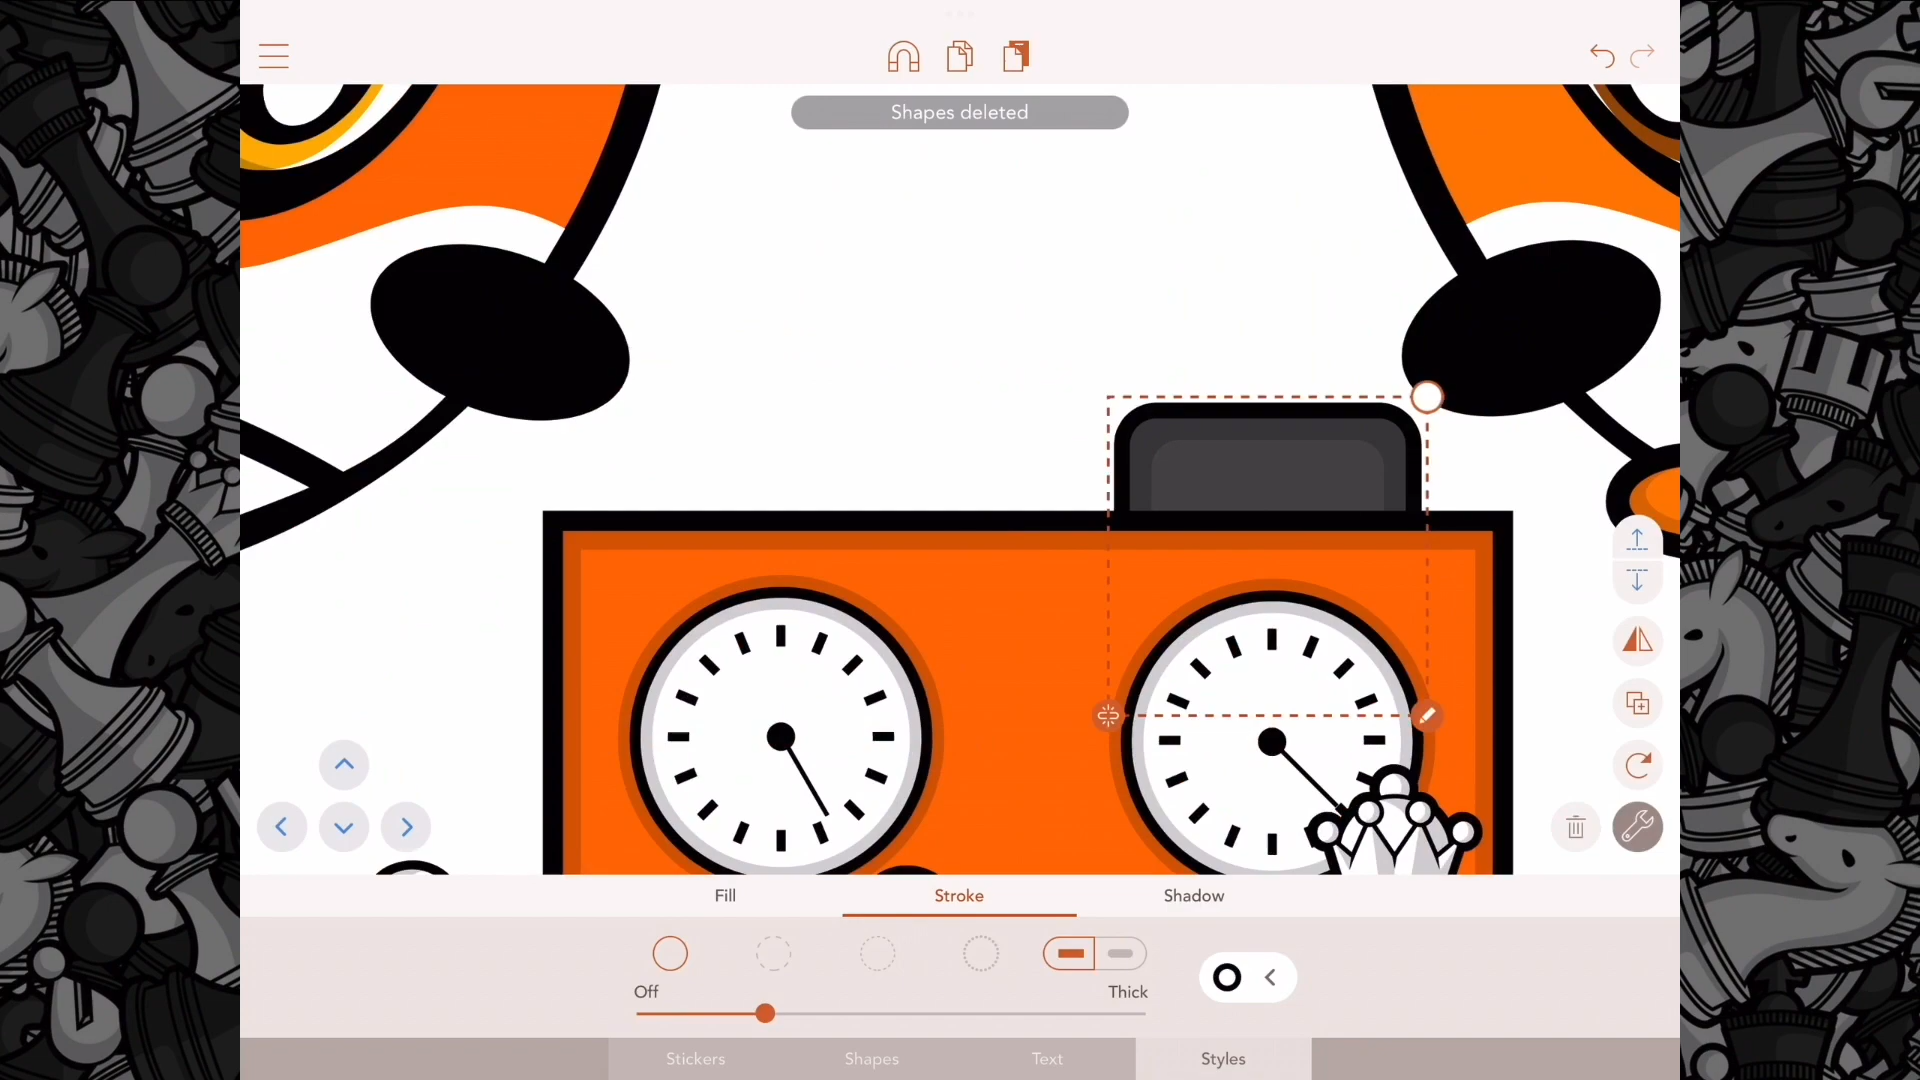 Shapes deleted
Fill
Stroke
Shadow
Off
Thick
Stickers
Shapes
Text
Styles